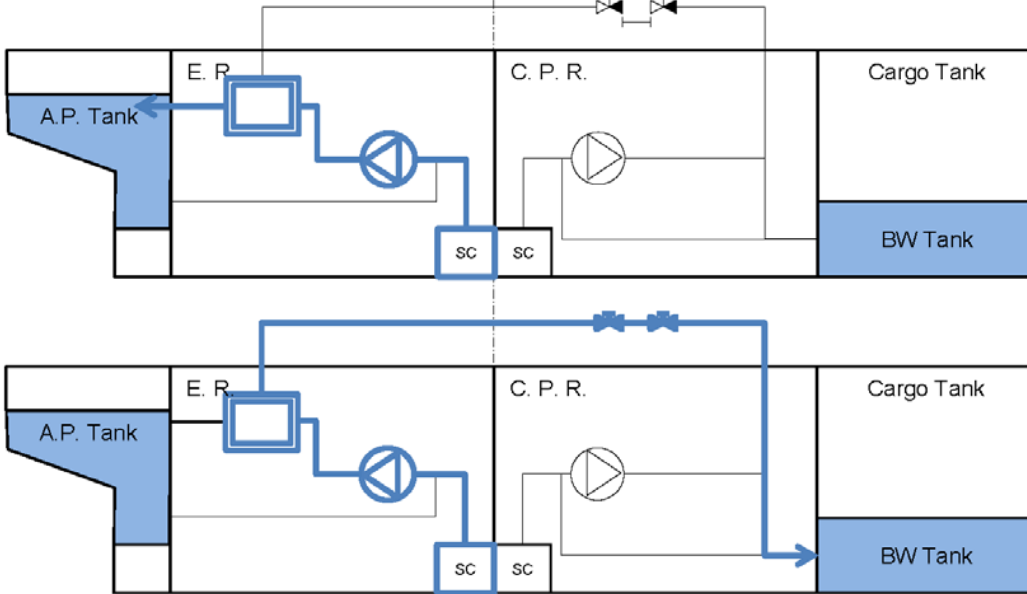 E. R.
C. P. R.
Cargo Tank
A.P. Tank
BW Tank
sc
sc
E. R.
C. P. R.
Cargo Tank
A.P. Tank
BW Tank
sc
sc